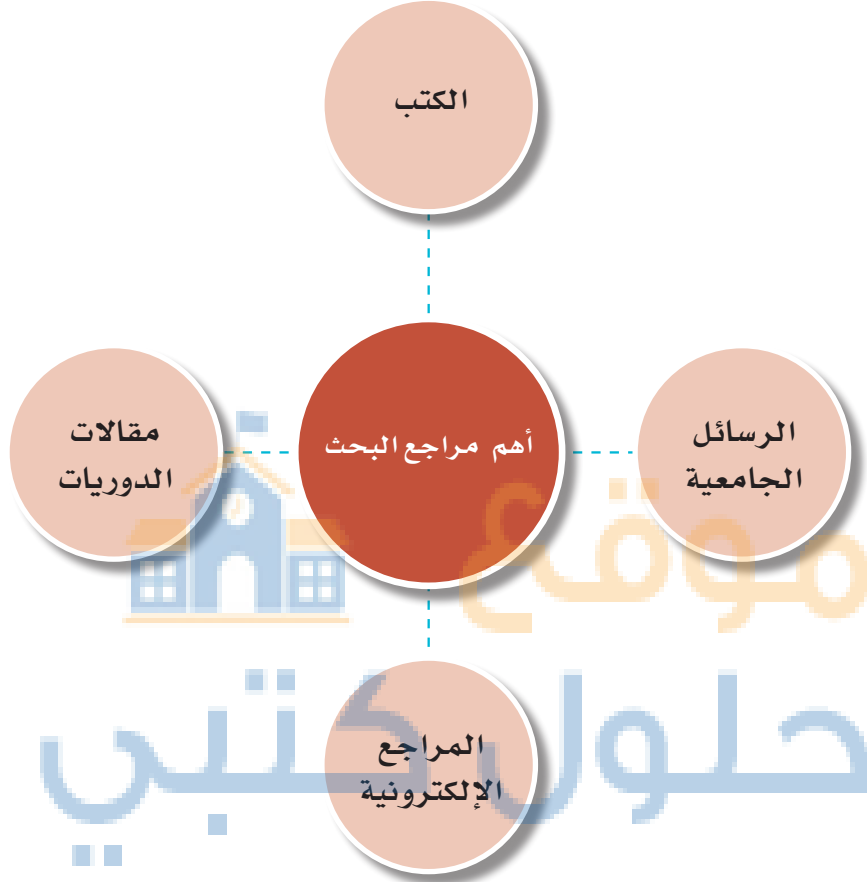 الكتب
أهم مراجع البحث
الرسائل
الجامعية
مقالات
الدوريات
المراجع
الإلكترونية
موقع
حلول كتبي